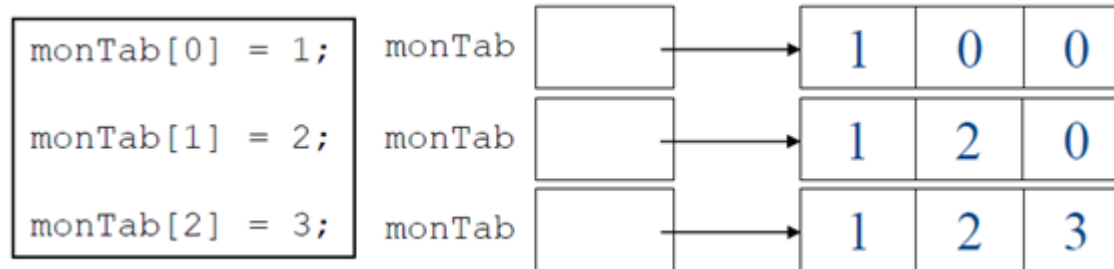 monTab[0] = 1; monTab 1 0 0
monTab[1] = 2; monTab 1 2 0
monTab[2] = 3; monTab 1 2 3